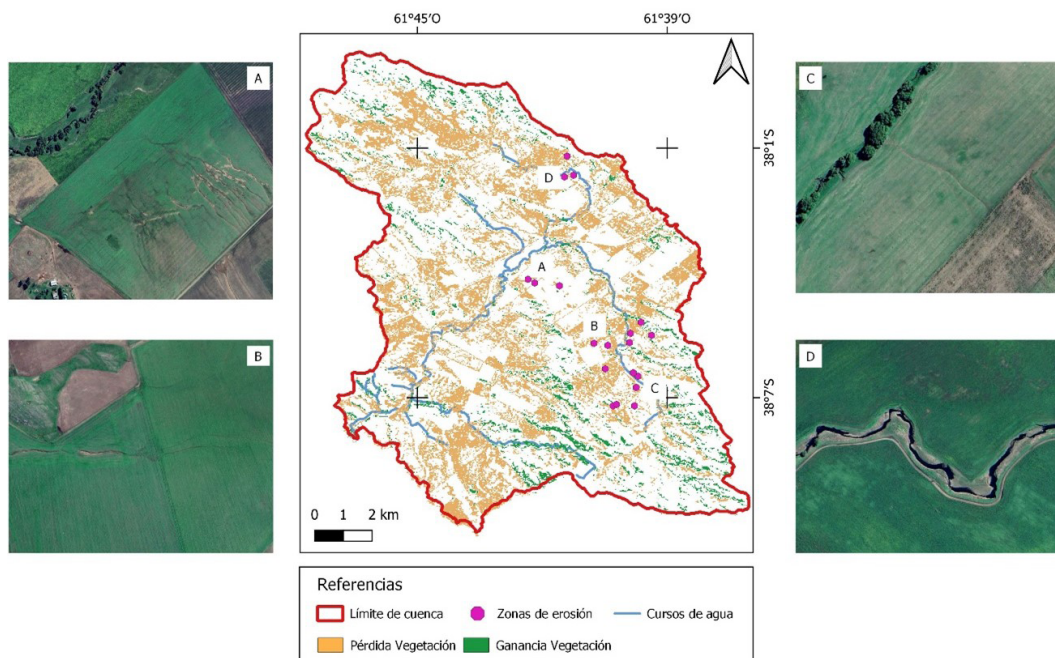 61°45'O
61°39'O
A
C
38°1'S
D
A
B
B
D
C
38°7'S
0 1 2 km
Referencias
Límite de cuenca
Zonas de erosión
Cursos de agua
Pérdida Vegetación
Ganancia Vegetación